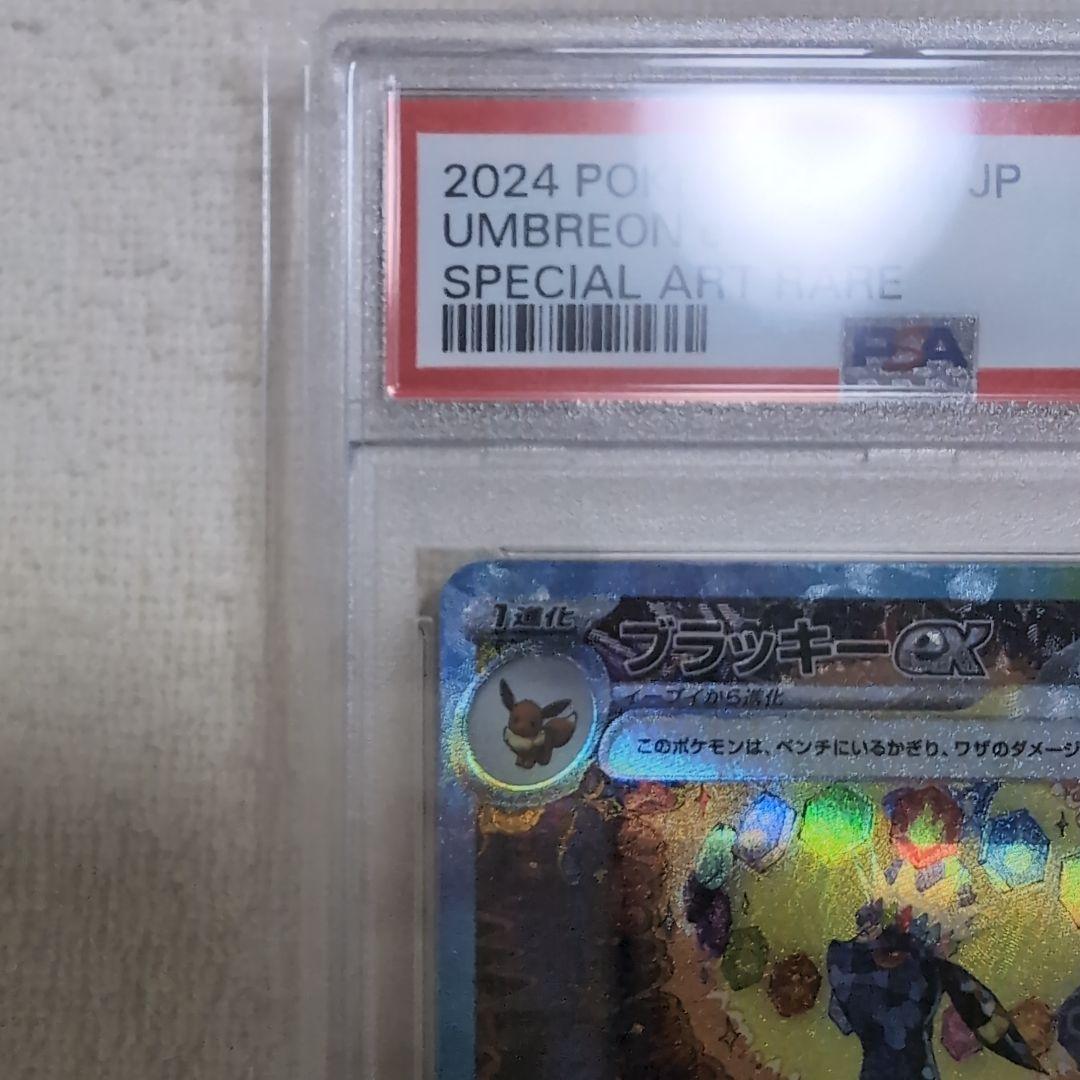 2024 POK JP
UMBREON
SPECIAL ART RARE
PSA
1進化
ブラッキーex
イーブイから進化
このポケモンは、ベンチにいるかぎり、ワザのダメージ